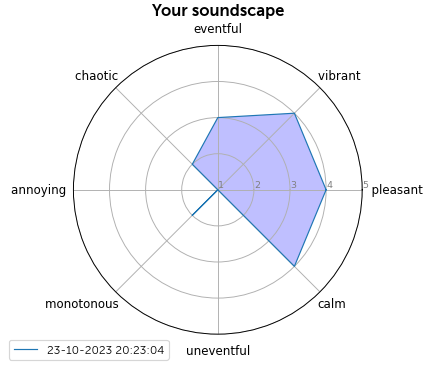 Your soundscape
eventful
chaotic
vibrant
annoying
1 2 3 4 5
pleasant
monotonous
calm
uneventful
23-10-2023 20:23:04